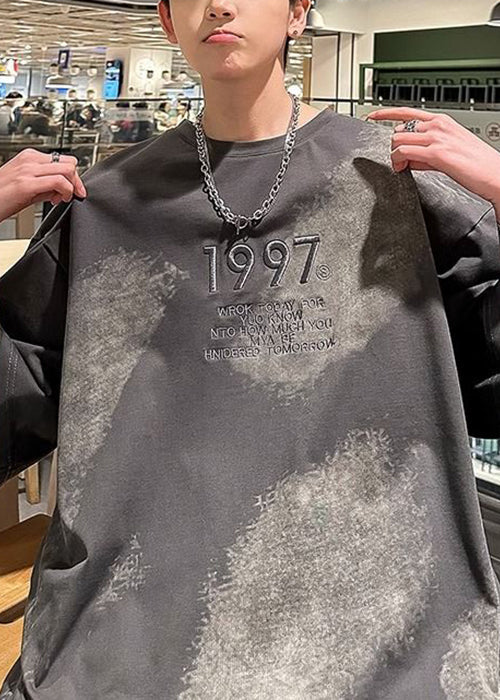 1997®
WROK TODAY FOR
YUO KNOW
NTO HOW MUCH YOU
MYA BE
HNIDERED TOMORROW